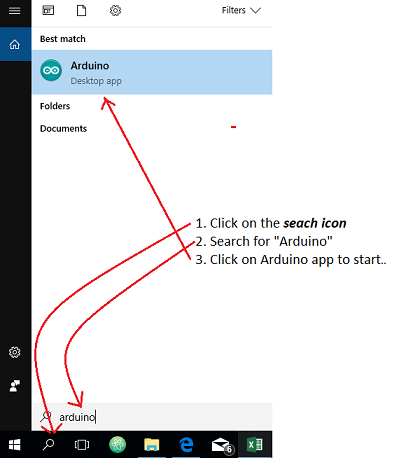 Filters
Best match
Arduino
Desktop app
Folders
Documents
1. Click on the seach icon
2. Search for "Arduino"
3. Click on Arduino app to start..
arduino
6